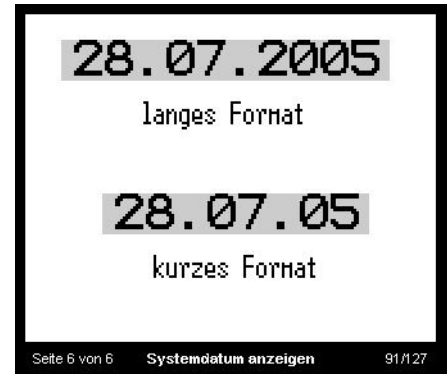 28.07.2005
langes Format
28.07.05
kurzes Format
Seite 6 von 6 Systemdatum anzeigen 91/127